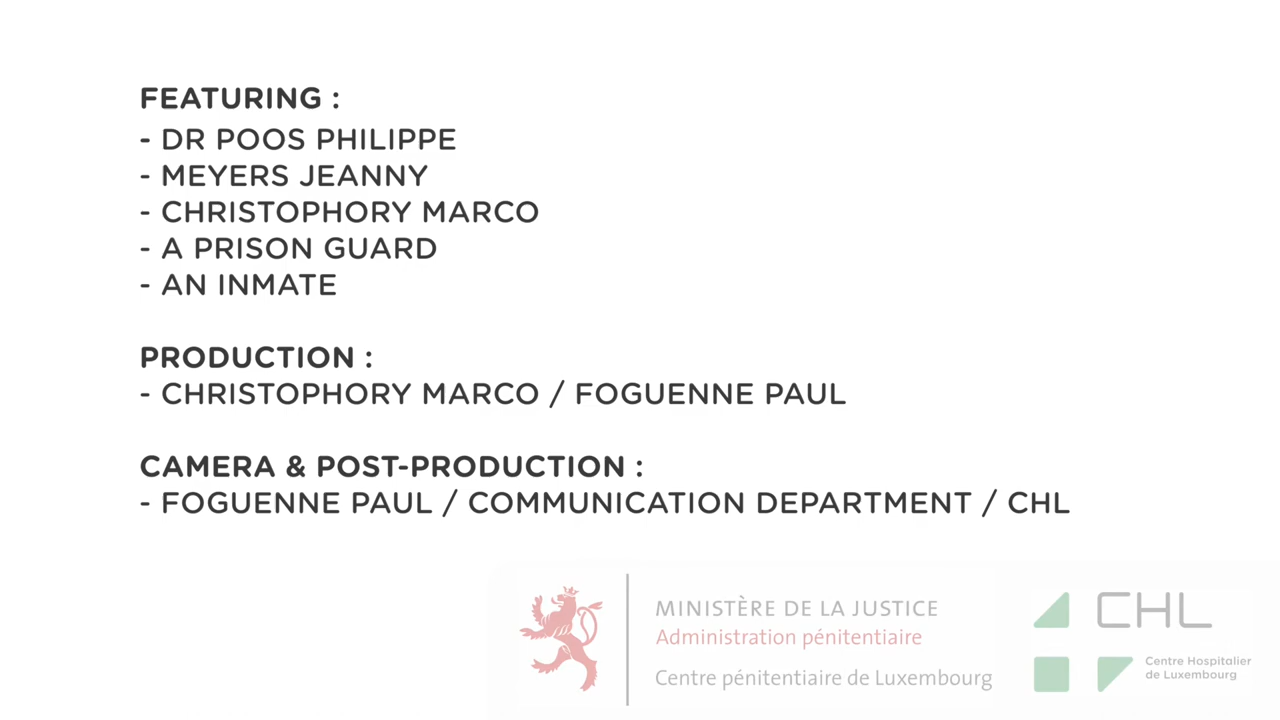 FEATURING :
- DR POOS PHILIPPE
- MEYERS JEANNY
- CHRISTOPHORY MARCO
- A PRISON GUARD
- AN INMATE
PRODUCTION :
- CHRISTOPHORY MARCO / FOGUENNE PAUL
CAMERA & POST-PRODUCTION :
- FOGUENNE PAUL / COMMUNICATION DEPARTMENT / CHL
MINISTÈRE DE LA JUSTICE
Administration pénitentiaire
Centre pénitentiaire de Luxembourg
CHL
Centre Hospitalier
de Luxembourg